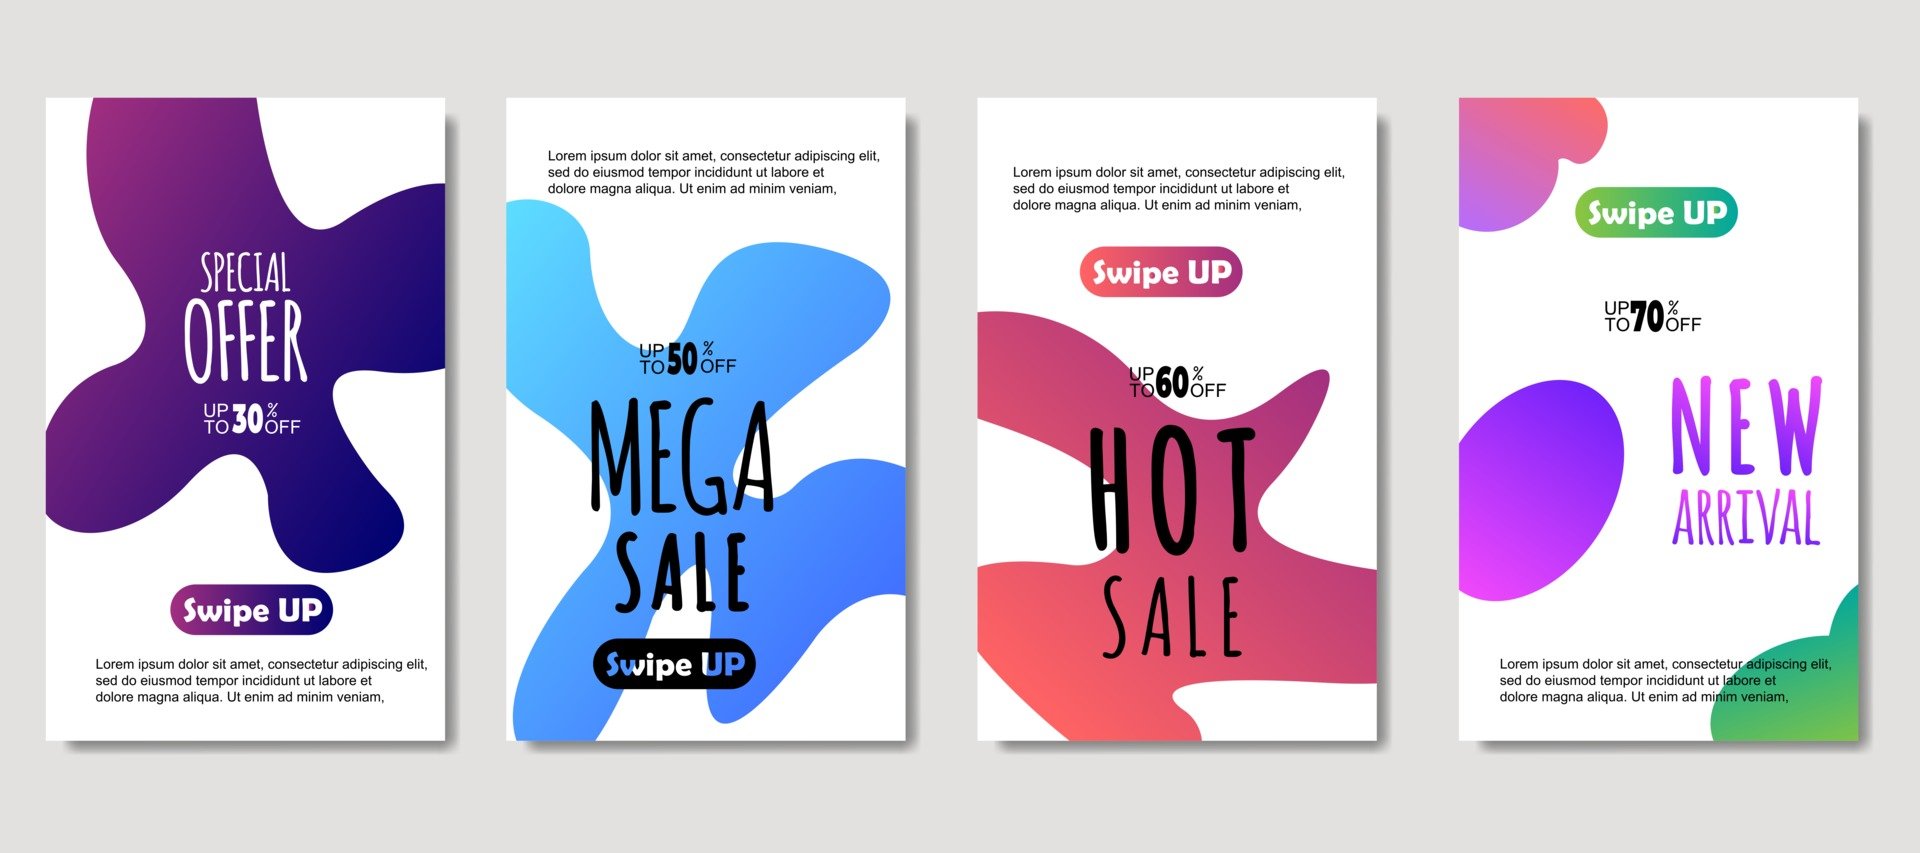 SPECIAL
OFFER
UP TO 30% OFF
Swipe UP
Lorem ipsum dolor sit amet, consectetur adipiscing elit,
sed do eiusmod tempor incididunt ut labore et
dolore magna aliqua. Ut enim ad minim veniam,
Lorem ipsum dolor sit amet, consectetur adipiscing elit,
sed do eiusmod tempor incididunt ut labore et
dolore magna aliqua. Ut enim ad minim veniam,
UP TO 50% OFF
MEGA
SALE
Swipe UP
Lorem ipsum dolor sit amet, consectetur adipiscing elit,
sed do eiusmod tempor incididunt ut labore et
dolore magna aliqua. Ut enim ad minim veniam,
Swipe UP
UP TO 60% OFF
HOT
SALE
Swipe UP
UP TO 70% OFF
NEW
ARRIVAL
Lorem ipsum dolor sit amet, consectetur adipiscing elit,
sed do eiusmod tempor incididunt ut labore et
dolore magna aliqua. Ut enim ad minim veniam,